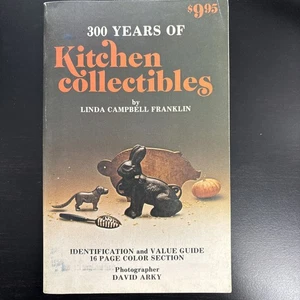 $9.95
300 YEARS OF
Kitchen
collectibles
by
LINDA CAMPBELL FRANKLIN
IDENTIFICATION and VALUE GUIDE
16 PAGE COLOR SECTION
Photographer
DAVID ARKY